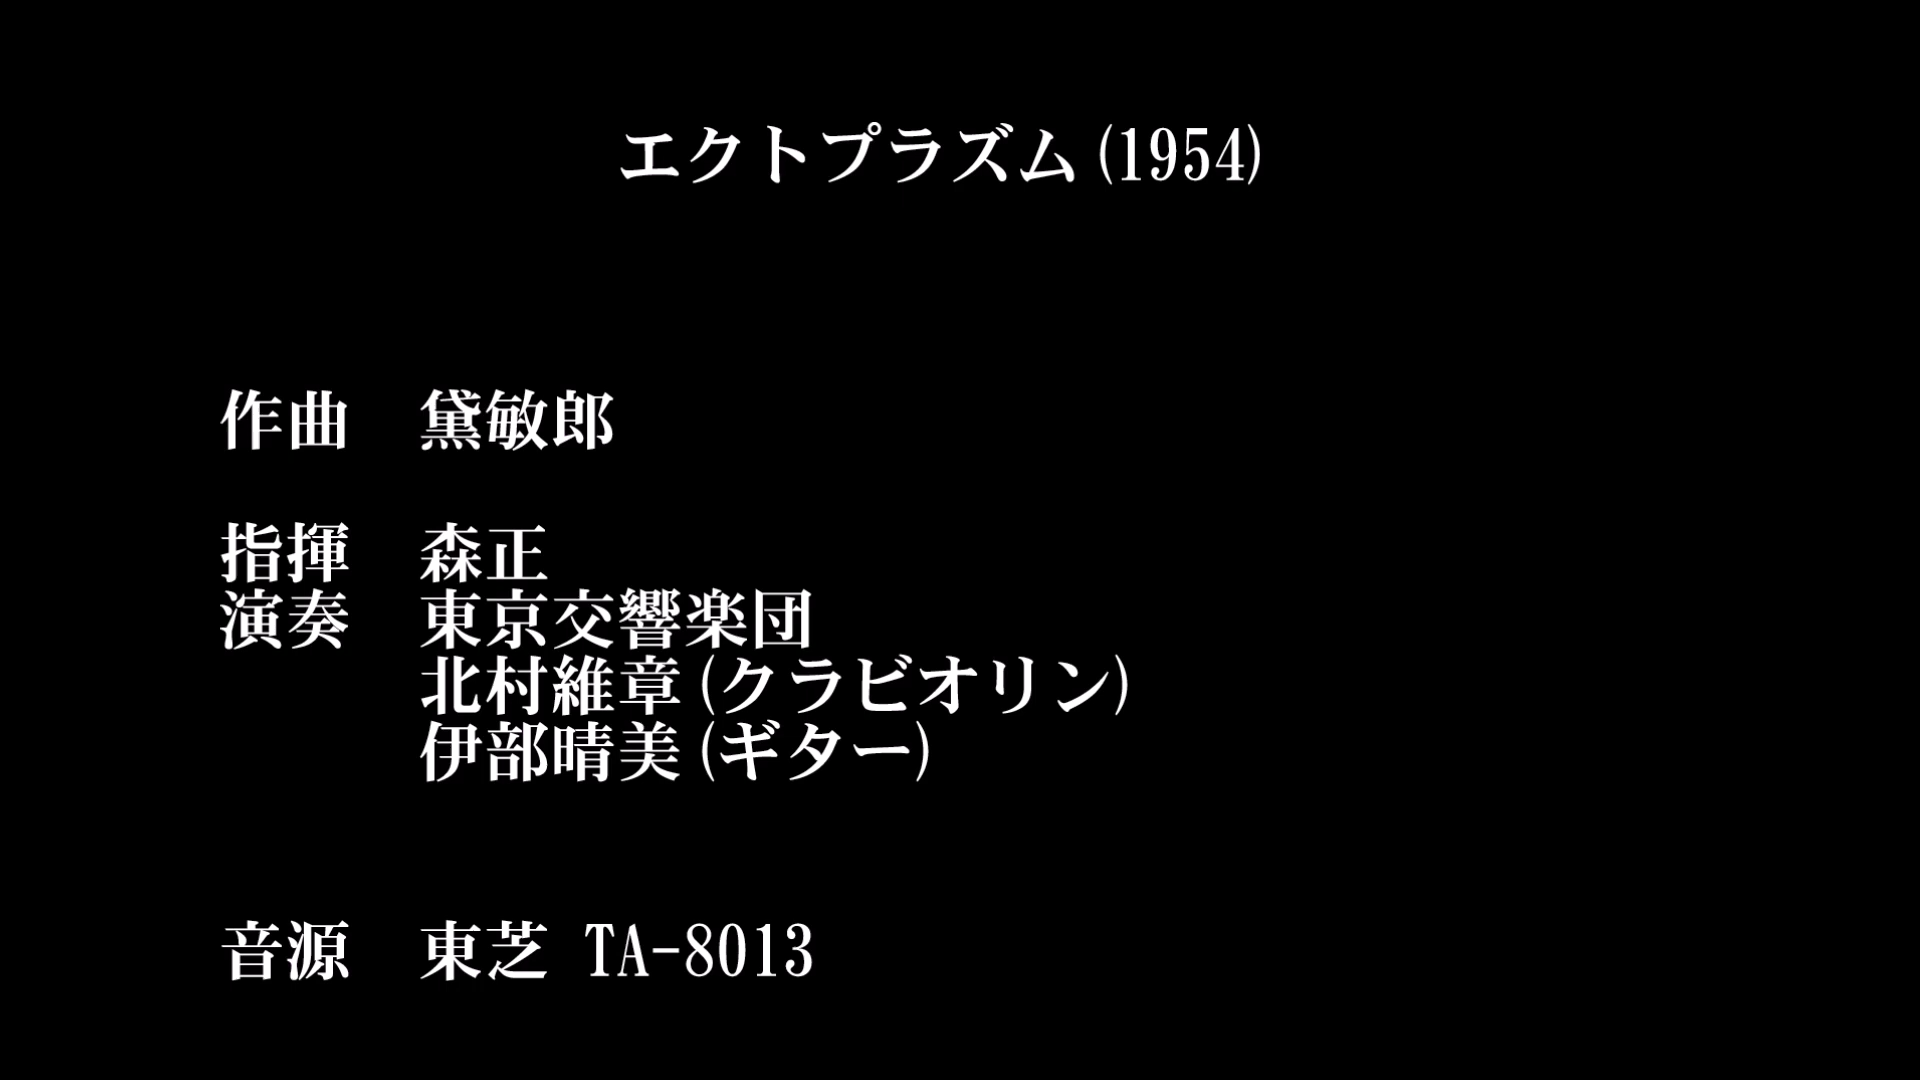 エクトプラズム(1954)
作曲　黛敏郎
指揮　森正
演奏　東京交響楽団
北村維章(クラビオリン)
伊部晴美(ギター)
音源　東芝 TA-8013